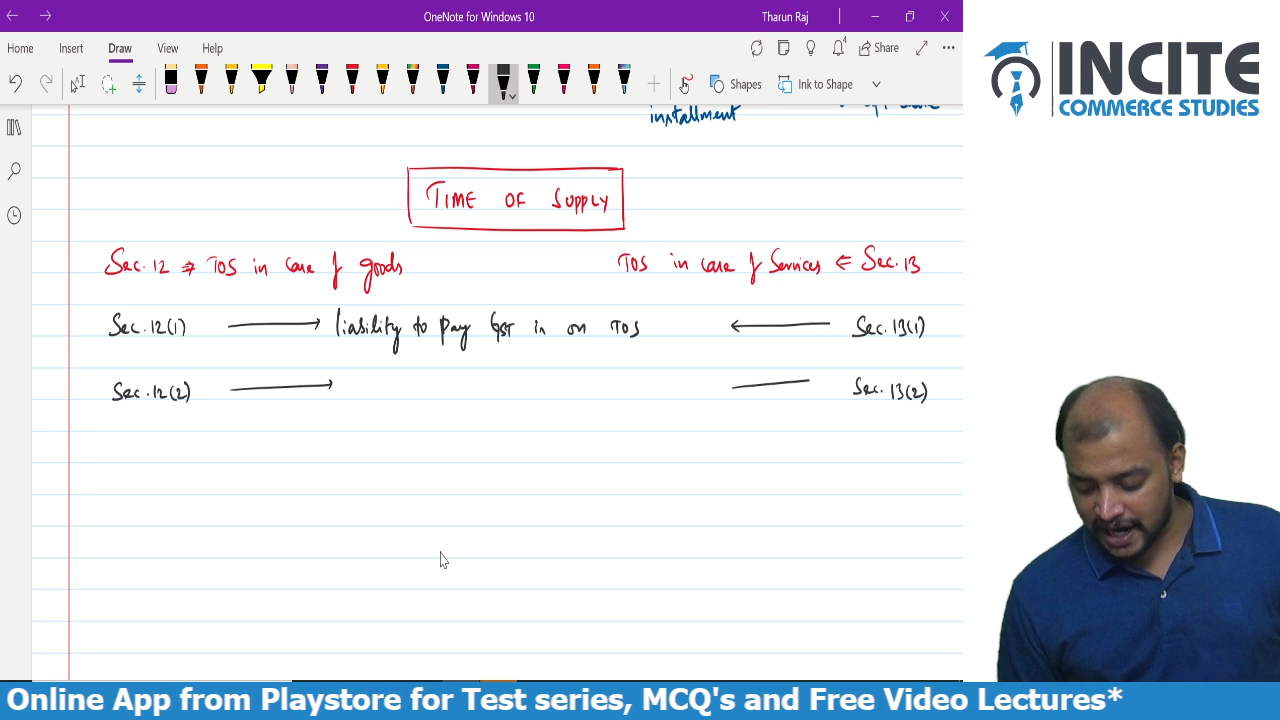 OneNote for Windows 10
Tharun Raj
Home Insert Draw View Help
4
Share
Shapes
Ink to Shape
installment
TIME OF SUPPLY
Sec. 12 ⇒ TOS in case of goods
TOS in case of Services ⇐ Sec. 13
Sec. 12(1) → liability to pay GST in on TOS ← Sec. 13(1)
Sec. 12(2) → — Sec. 13(2)
INCITE
COMMERCE STUDIES
Online App from Playstore for Test series, MCQ's and Free Video Lectures*